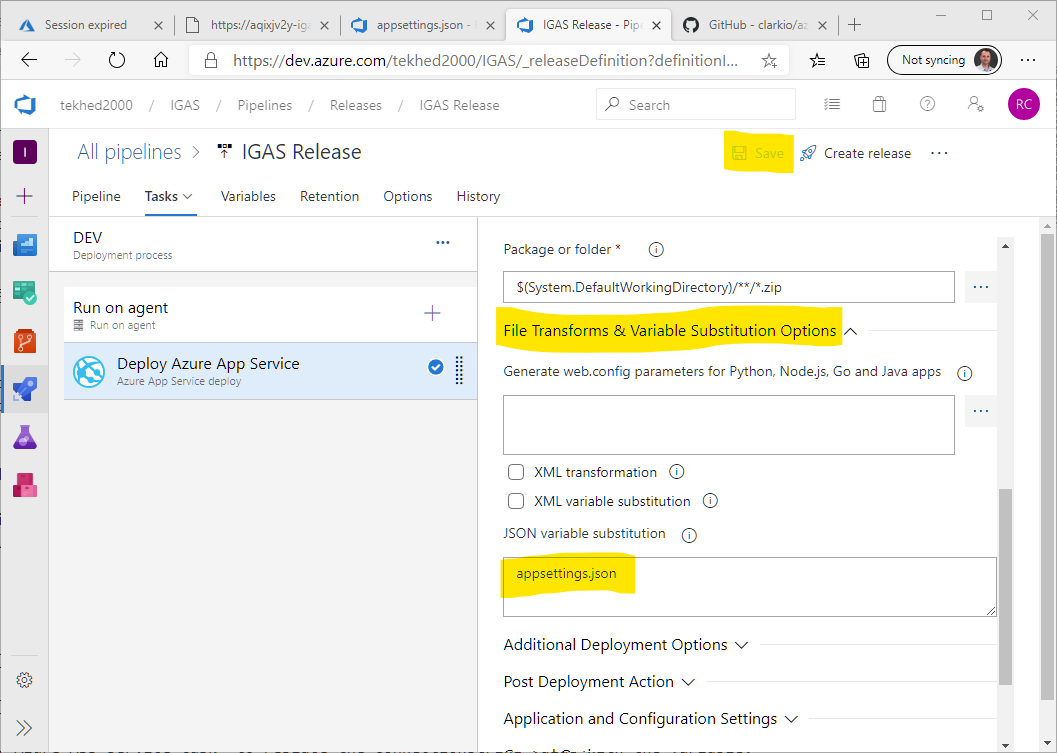 Session expired
https://aqixjv2y-iga
appsettings.json -
IGAS Release - Pipe
GitHub - clarkio/az
https://dev.azure.com/tekhed2000/IGAS/_releaseDefinition?definitionI...
Not syncing
tekhed2000 / IGAS / Pipelines / Releases / IGAS Release
Search
RC
I
All pipelines > IGAS Release
Save
Create release
Pipeline
Tasks
Variables
Retention
Options
History
DEV
Deployment process
Run on agent
Run on agent
Deploy Azure App Service
Azure App Service deploy
Package or folder *
$(System.DefaultWorkingDirectory)/**/*.zip
File Transforms & Variable Substitution Options
Generate web.config parameters for Python, Node.js, Go and Java apps
XML transformation
XML variable substitution
JSON variable substitution
appsettings.json
Additional Deployment Options
Post Deployment Action
Application and Configuration Settings